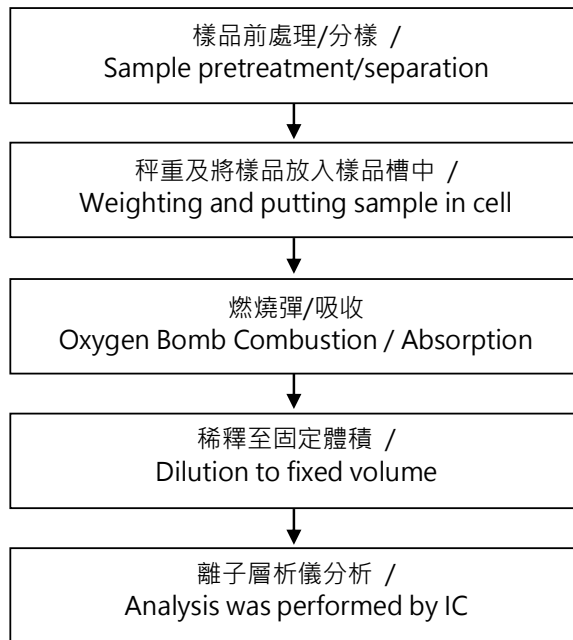 樣品前處理/分樣 /
Sample pretreatment/separation
秤重及將樣品放入樣品槽中 /
Weighting and putting sample in cell
燃燒彈/吸收
Oxygen Bomb Combustion / Absorption
稀釋至固定體積 /
Dilution to fixed volume
離子層析儀分析 /
Analysis was performed by IC